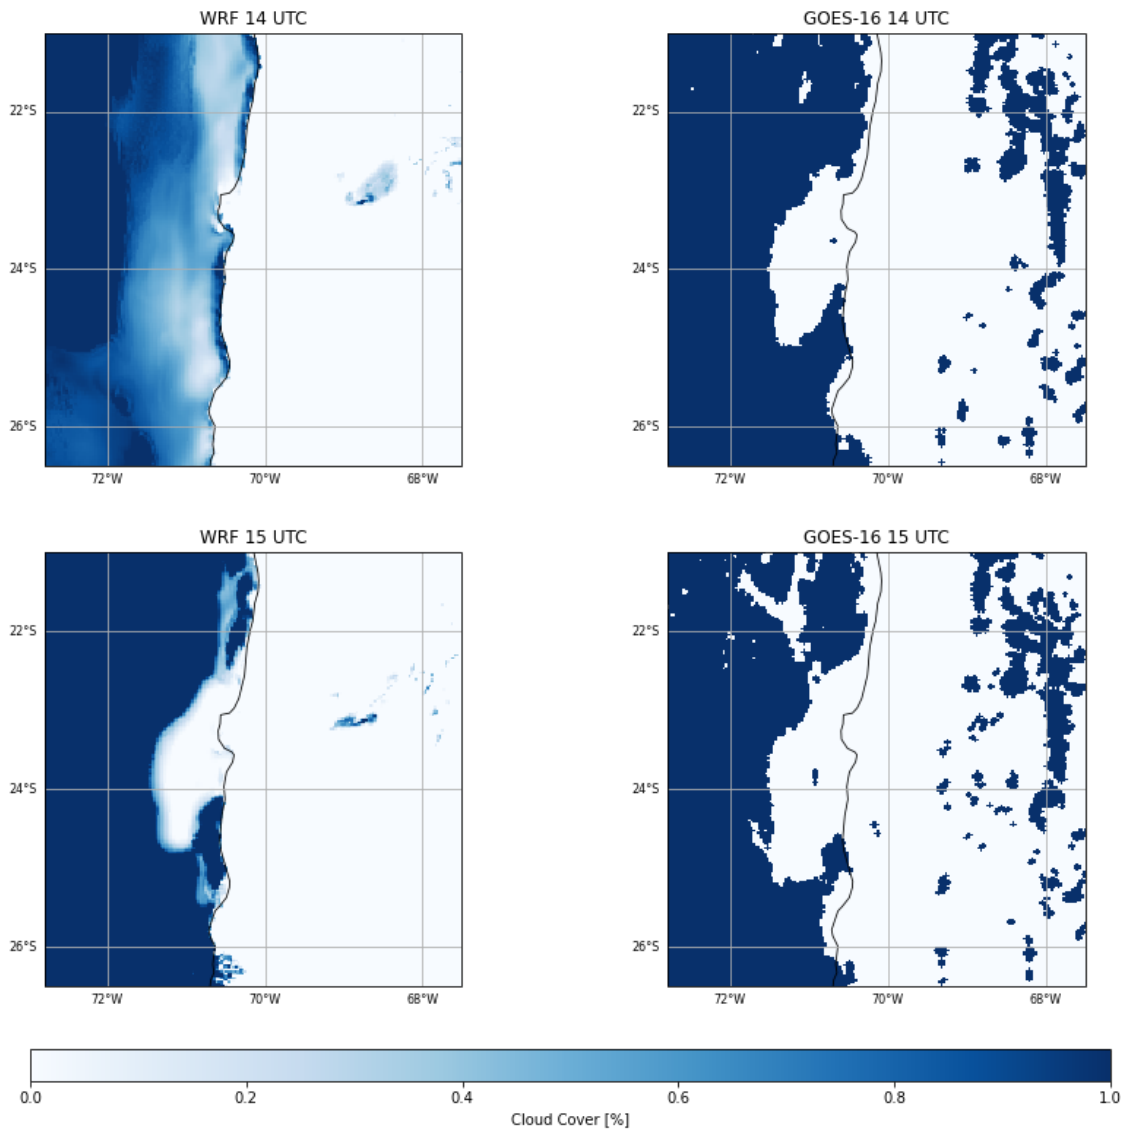 WRF 14 UTC
GOES-16 14 UTC
22°S
22°S
24°S
24°S
26°S
26°S
72°W 70°W 68°W
72°W 70°W 68°W
WRF 15 UTC
GOES-16 15 UTC
22°S
22°S
24°S
24°S
26°S
26°S
72°W 70°W 68°W
72°W 70°W 68°W
0.0 0.2 0.4 0.6 0.8 1.0
Cloud Cover [%]